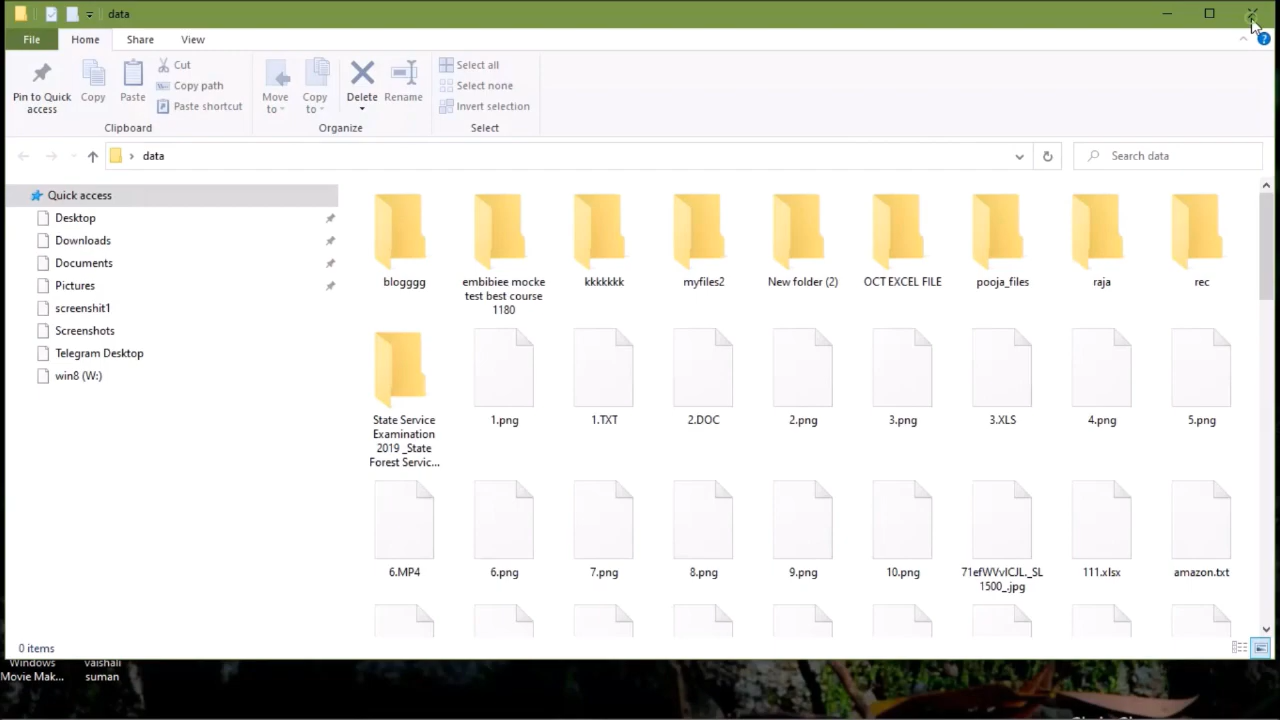 data
File
Home
Share
View
Pin to Quick
access
Copy
Paste
Cut
Copy path
Paste shortcut
Clipboard
Move
to
Copy
to
Delete
Rename
Organize
Select all
Select none
Invert selection
Select
data
Search data
Quick access
Desktop
Downloads
Documents
Pictures
screenshit1
Screenshots
Telegram Desktop
win8 (W:)
blogggg
embibiee mocke
test best course
1180
kkkkkkk
myfiles2
New folder (2)
OCT EXCEL FILE
pooja_files
raja
rec
State Service
Examination
2019 _State
Forest Servic...
1.png
1.TXT
2.DOC
2.png
3.png
3.XLS
4.png
5.png
6.MP4
6.png
7.png
8.png
9.png
10.png
71efWVvICJL._SL
1500_.jpg
111.xlsx
amazon.txt
0 items
Windows
Movie Mak...
vaishali
suman